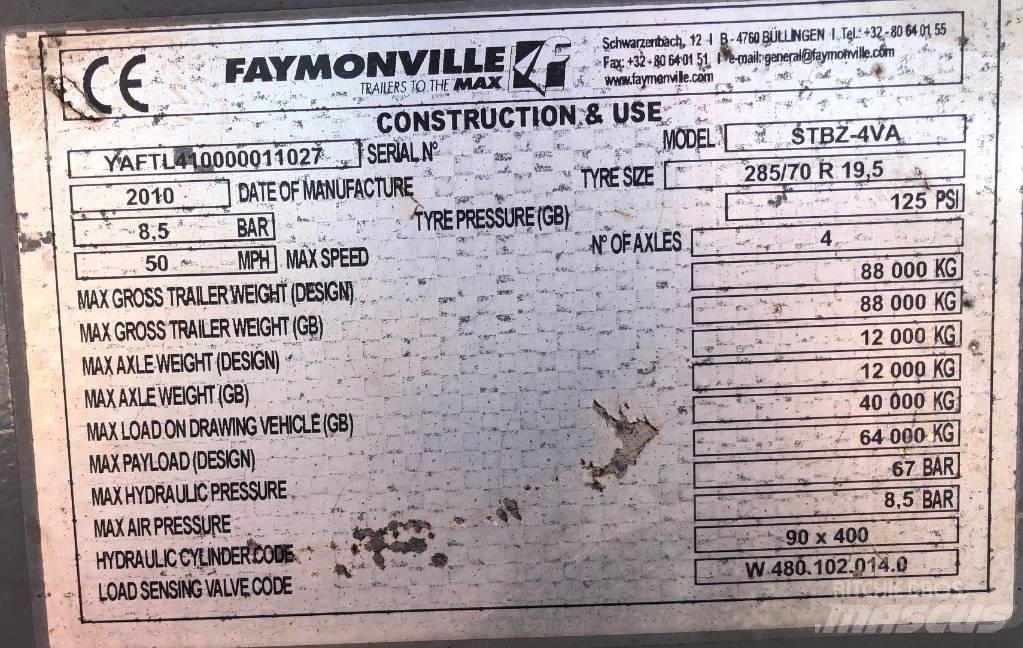 CE FAYMONVILLE
TRAILERS TO THE MAX
Schwarzenbach, 12 I B - 4760 BÜLLINGEN I Tel.: +32 - 80 64 01 55
Fax: +32 - 80 64 01 51 I e-mail: general@faymonville.com
www.faymonville.com
CONSTRUCTION & USE
YAFTL410000011027 SERIAL N° MODEL STBZ-4VA
2010 DATE OF MANUFACTURE TYRE SIZE 285/70 R 19,5
8,5 BAR TYRE PRESSURE (GB) 125 PSI
50 MPH MAX SPEED N° OF AXLES 4
MAX GROSS TRAILER WEIGHT (DESIGN) 88 000 KG
MAX GROSS TRAILER WEIGHT (GB) 88 000 KG
MAX AXLE WEIGHT (DESIGN) 12 000 KG
MAX AXLE WEIGHT (GB) 12 000 KG
MAX LOAD ON DRAWING VEHICLE (GB) 40 000 KG
MAX PAYLOAD (DESIGN) 64 000 KG
MAX HYDRAULIC PRESSURE 67 BAR
MAX AIR PRESSURE 8,5 BAR
HYDRAULIC CYLINDER CODE 90 x 400
LOAD SENSING VALVE CODE W 480.102.014.0
RITCHIE BROS
MASCUS